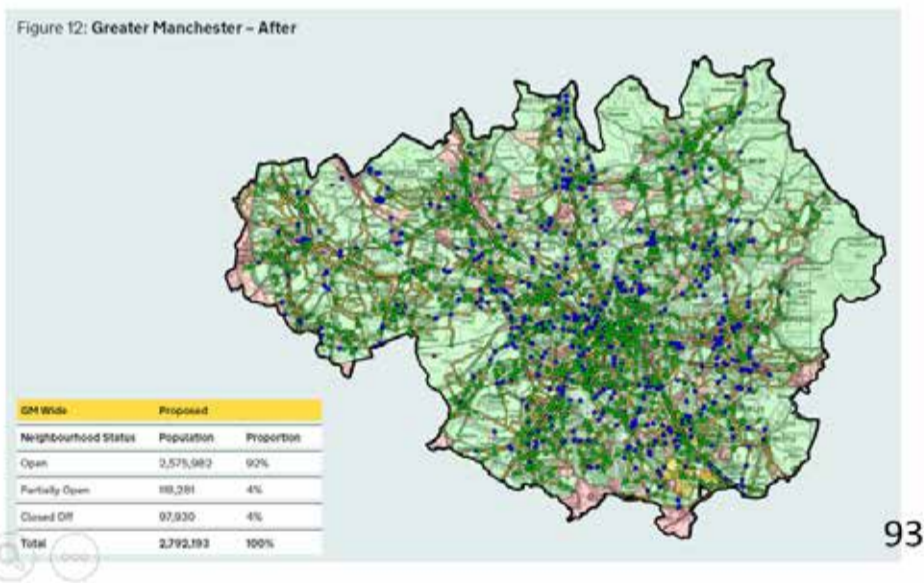 Figure 12: Greater Manchester – After
GM Wide Proposed
Neighbourhood Status Population Proportion
Open 2,575,982 92%
Partially Open 118,281 4%
Closed Off 97,930 4%
Total 2,792,193 100%
93